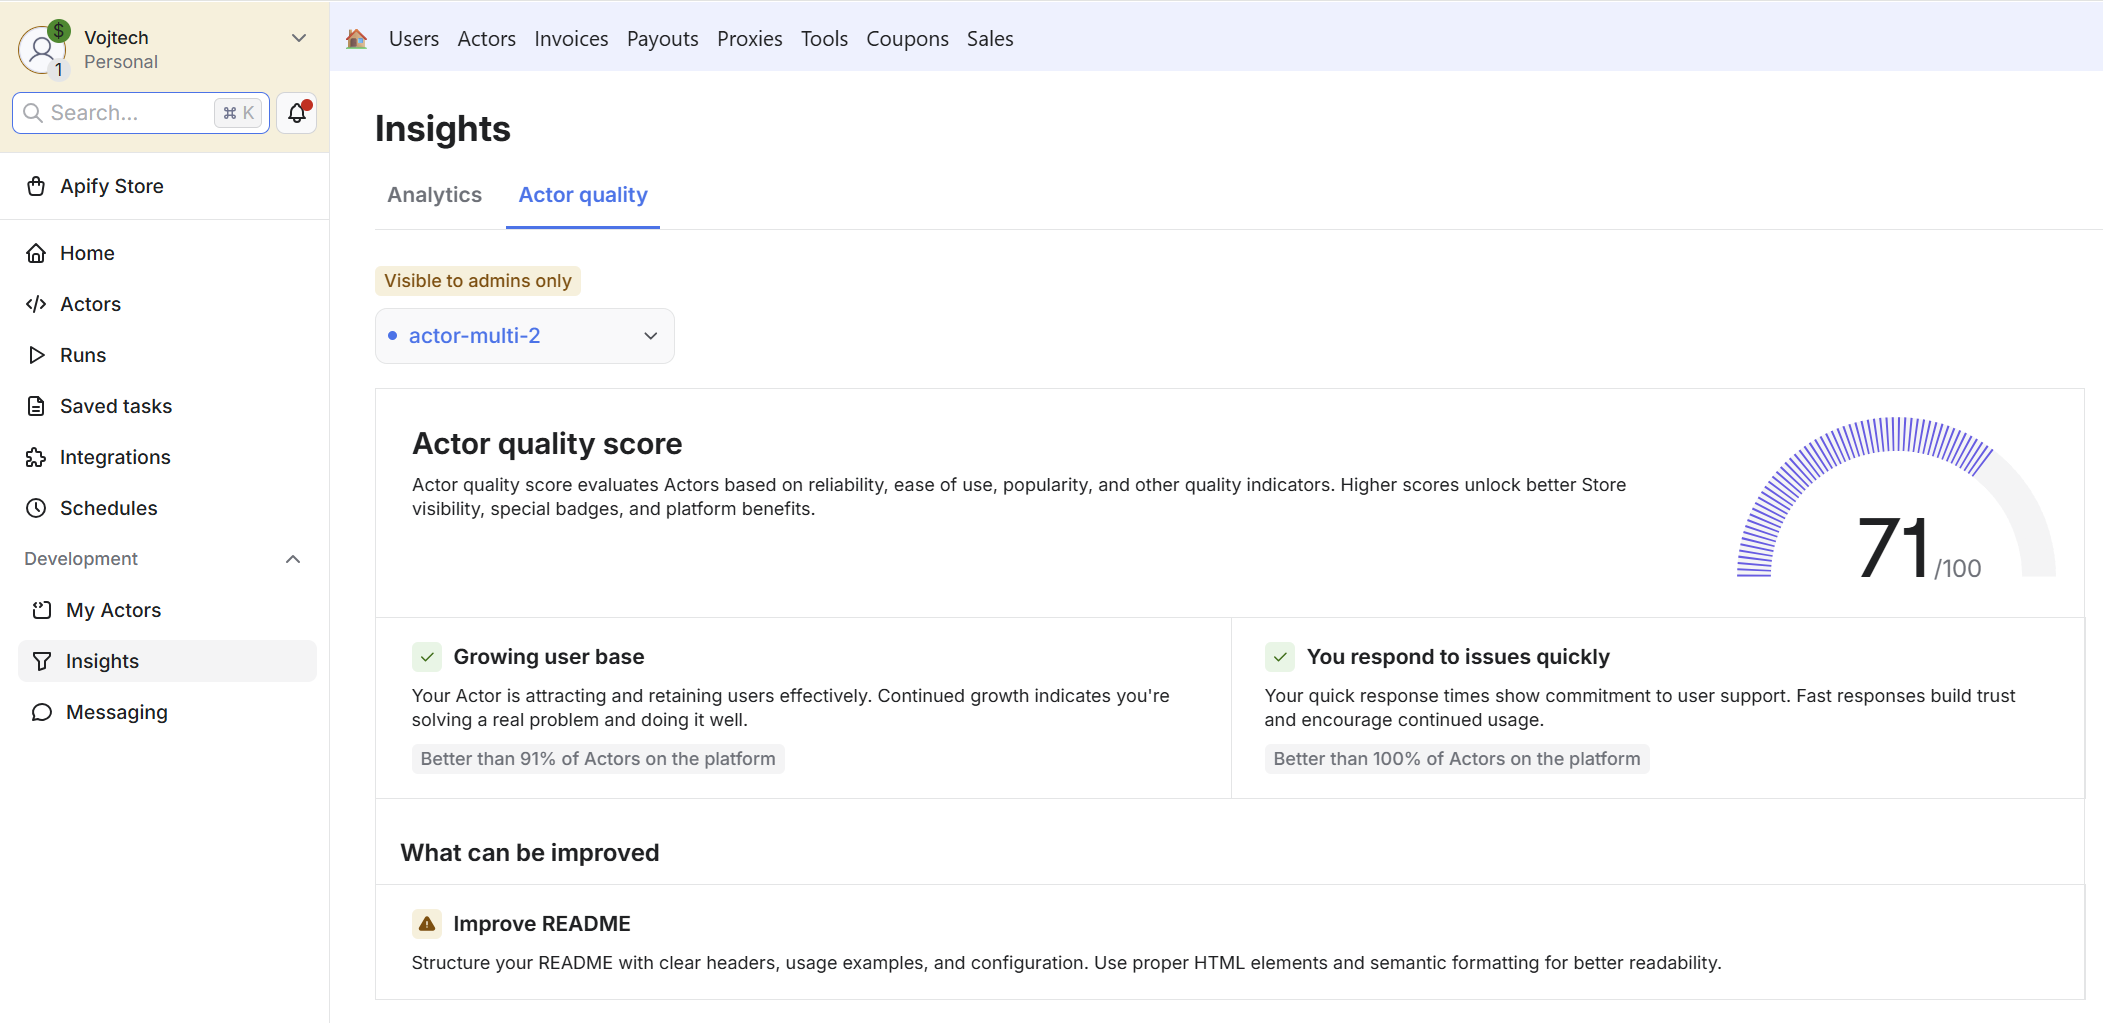 $
1
Vojtech
Personal
Search...
⌘ K
Apify Store
Home
Actors
Runs
Saved tasks
Integrations
Schedules
Development
My Actors
Insights
Messaging
Users Actors Invoices Payouts Proxies Tools Coupons Sales
Insights
Analytics
Actor quality
Visible to admins only
actor-multi-2
Actor quality score
Actor quality score evaluates Actors based on reliability, ease of use, popularity, and other quality indicators. Higher scores unlock better Store
visibility, special badges, and platform benefits.
71/100
Growing user base
Your Actor is attracting and retaining users effectively. Continued growth indicates you're
solving a real problem and doing it well.
Better than 91% of Actors on the platform
You respond to issues quickly
Your quick response times show commitment to user support. Fast responses build trust
and encourage continued usage.
Better than 100% of Actors on the platform
What can be improved
Improve README
Structure your README with clear headers, usage examples, and configuration. Use proper HTML elements and semantic formatting for better readability.